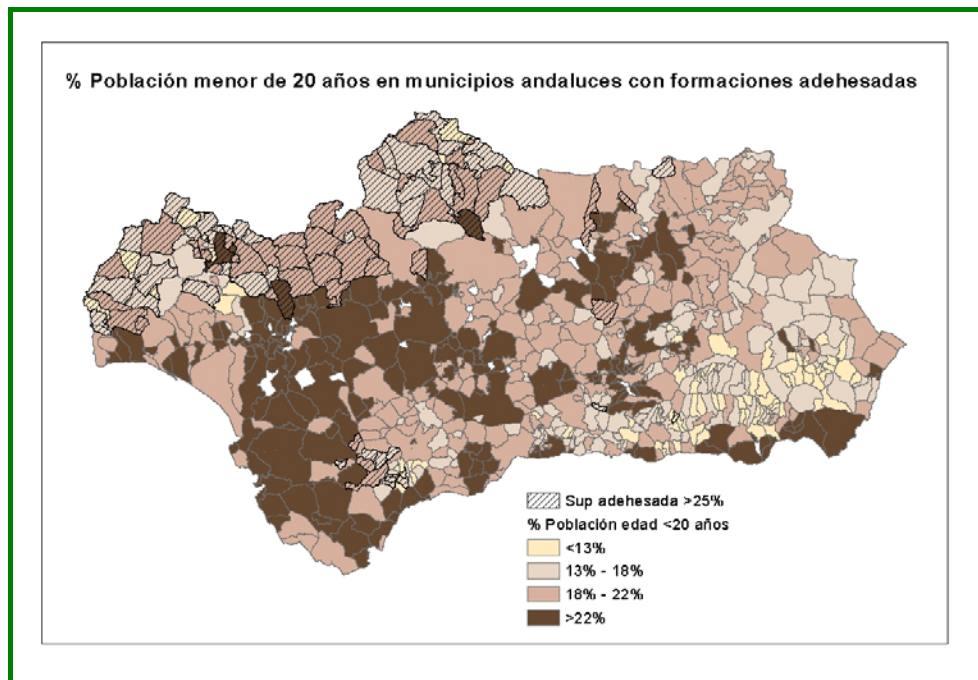 % Población menor de 20 años en municipios andaluces con formaciones adehesadas
Sup adehesada >25%
% Población edad <20 años
<13%
13% - 18%
18% - 22%
>22%